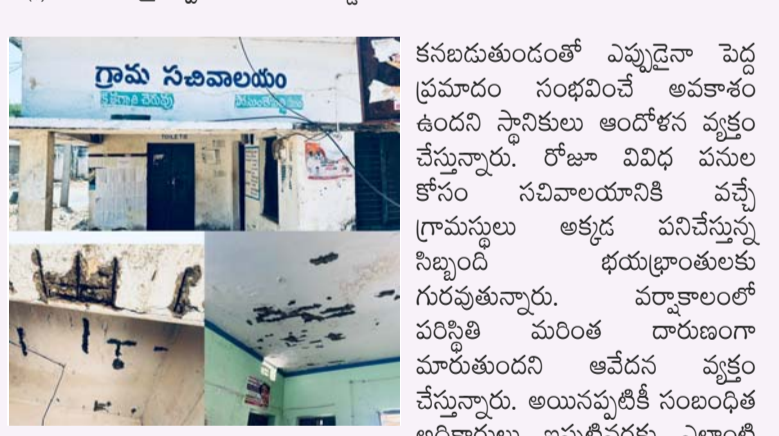 గ్రామ సచివాలయం
TOILETS
కనబడుతుండంతో ఎప్పుడైనా పెద్ద
ప్రమాదం సంభవించే అవకాశం
ఉందని స్థానికులు ఆందోళన వ్యక్తం
చేస్తున్నారు. రోజూ వివిధ పనుల
కోసం సచివాలయానికి వచ్చే
గ్రామస్థులు అక్కడ పనిచేస్తున్న
సిబ్బంది భయభ్రాంతులకు
గురవుతున్నారు. వర్షాకాలంలో
పరిస్థితి మరింత దారుణంగా
మారుతుందని ఆవేదన వ్యక్తం
చేస్తున్నారు. అయినప్పటికీ సంబంధిత